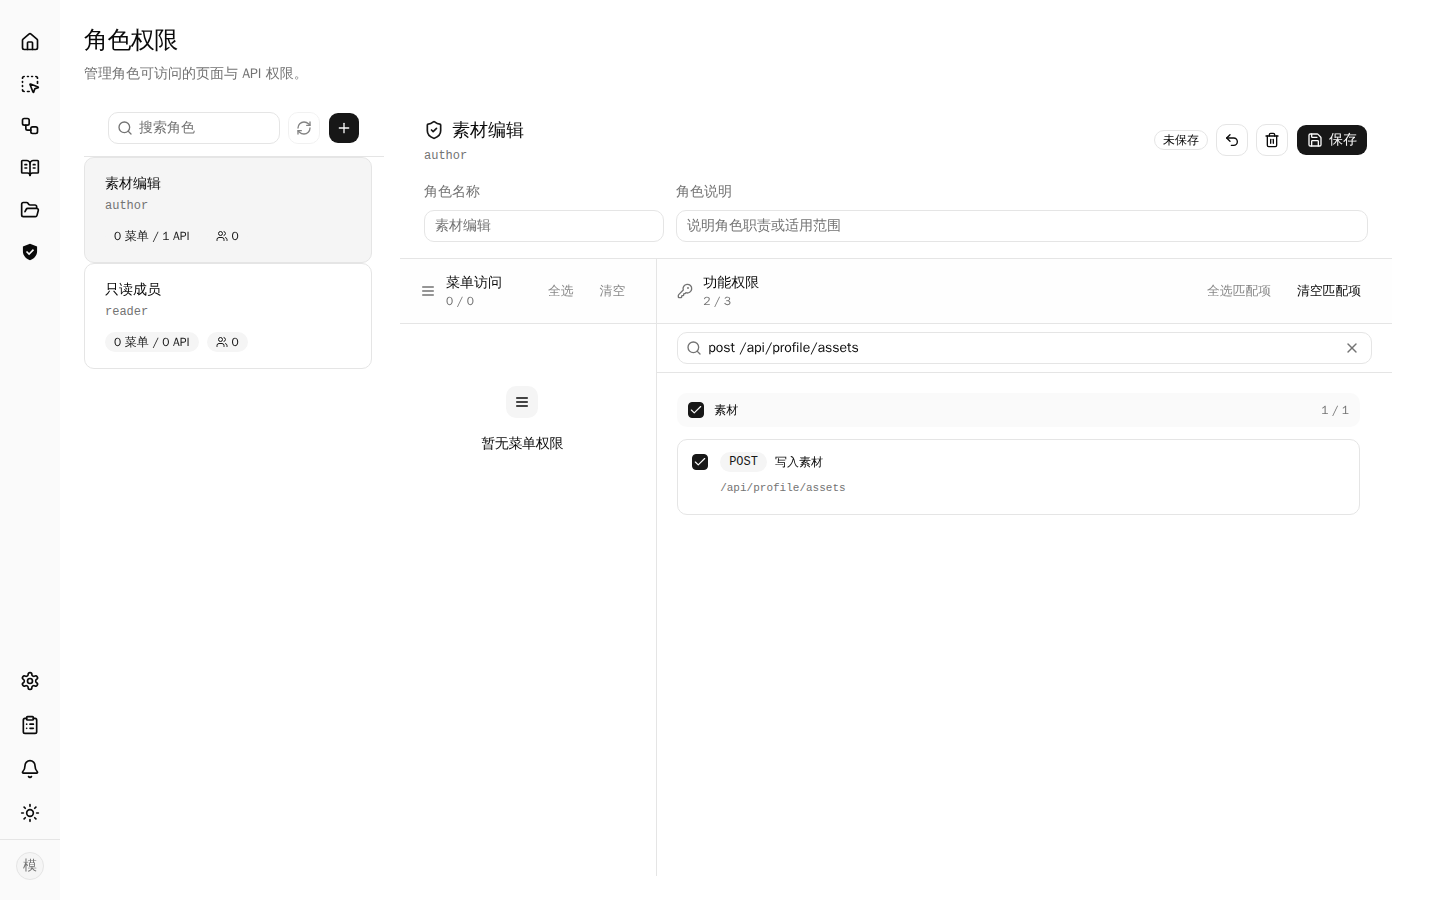 角色权限
管理角色可访问的页面与 API 权限。
搜索角色
素材编辑
author
0 菜单 / 1 API
0
只读成员
reader
0 菜单 / 0 API
0
素材编辑
author
未保存
保存
角色名称
角色说明
素材编辑
说明角色职责或适用范围
菜单访问
0 / 0
全选
清空
功能权限
2 / 3
全选匹配项
清空匹配项
post /api/profile/assets
暂无菜单权限
素材
1 / 1
POST 写入素材
/api/profile/assets
模